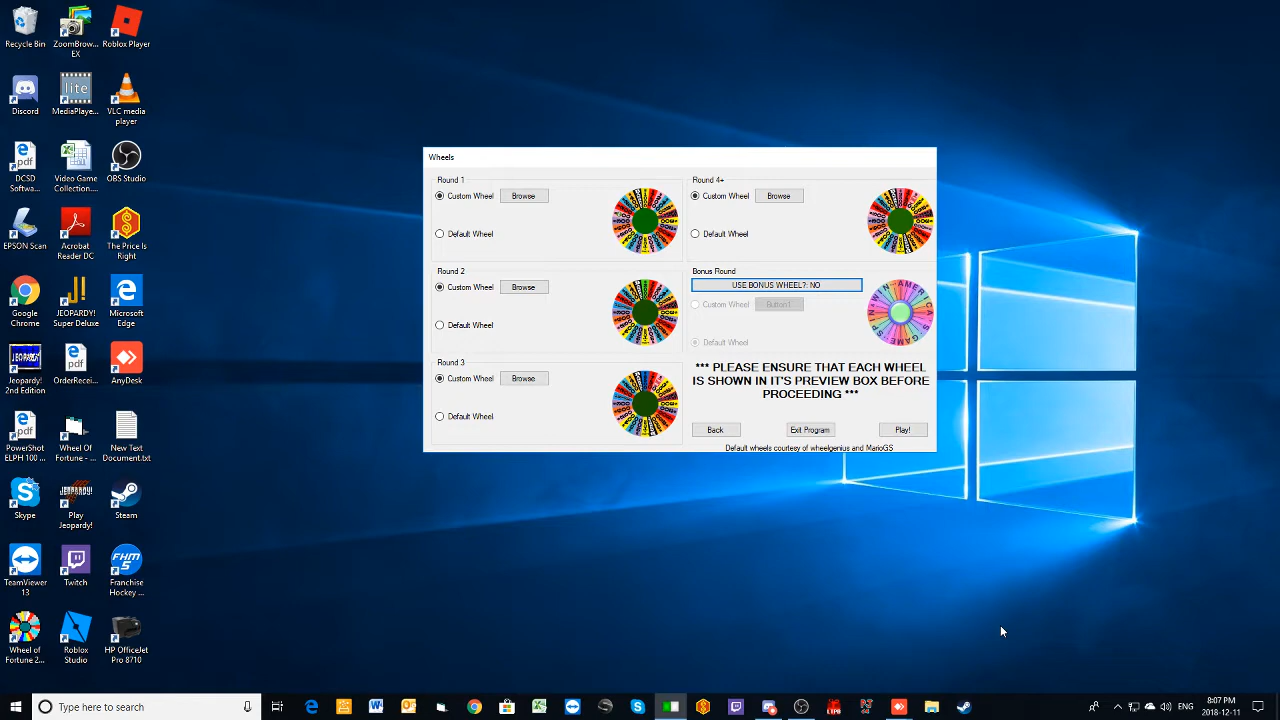 Recycle Bin
ZoomBrow...
EX
Roblox Player
Discord
MediaPlaye...
VLC media
player
DCSD
Softwa...
Video Game
Collection....
OBS Studio
EPSON Scan
Acrobat
Reader DC
The Price Is
Right
Google
Chrome
JEOPARDY!
Super Deluxe
Microsoft
Edge
Jeopardy!
2nd Edition
OrderRecei...
AnyDesk
PowerShot
ELPH 100 ...
Wheel Of
Fortune - ...
New Text
Document.txt
Skype
Play
Jeopardy!
Steam
TeamViewer
13
Twitch
Franchise
Hockey ...
Wheel of
Fortune 2...
Roblox
Studio
HP OfficeJet
Pro 8710
Wheels
Round 1
Custom Wheel
Browse
Default Wheel
Round 2
Custom Wheel
Browse
Default Wheel
Round 3
Custom Wheel
Browse
Default Wheel
Round 4+
Custom Wheel
Browse
Default Wheel
Bonus Round
USE BONUS WHEEL?: NO
Custom Wheel
Button1
Default Wheel
*** PLEASE ENSURE THAT EACH WHEEL
IS SHOWN IN IT'S PREVIEW BOX BEFORE
PROCEEDING ***
Back
Exit Program
Play!
Default wheels courtesy of wheelgenius and MarioGS
Type here to search
ENG
8:07 PM
2018-12-11